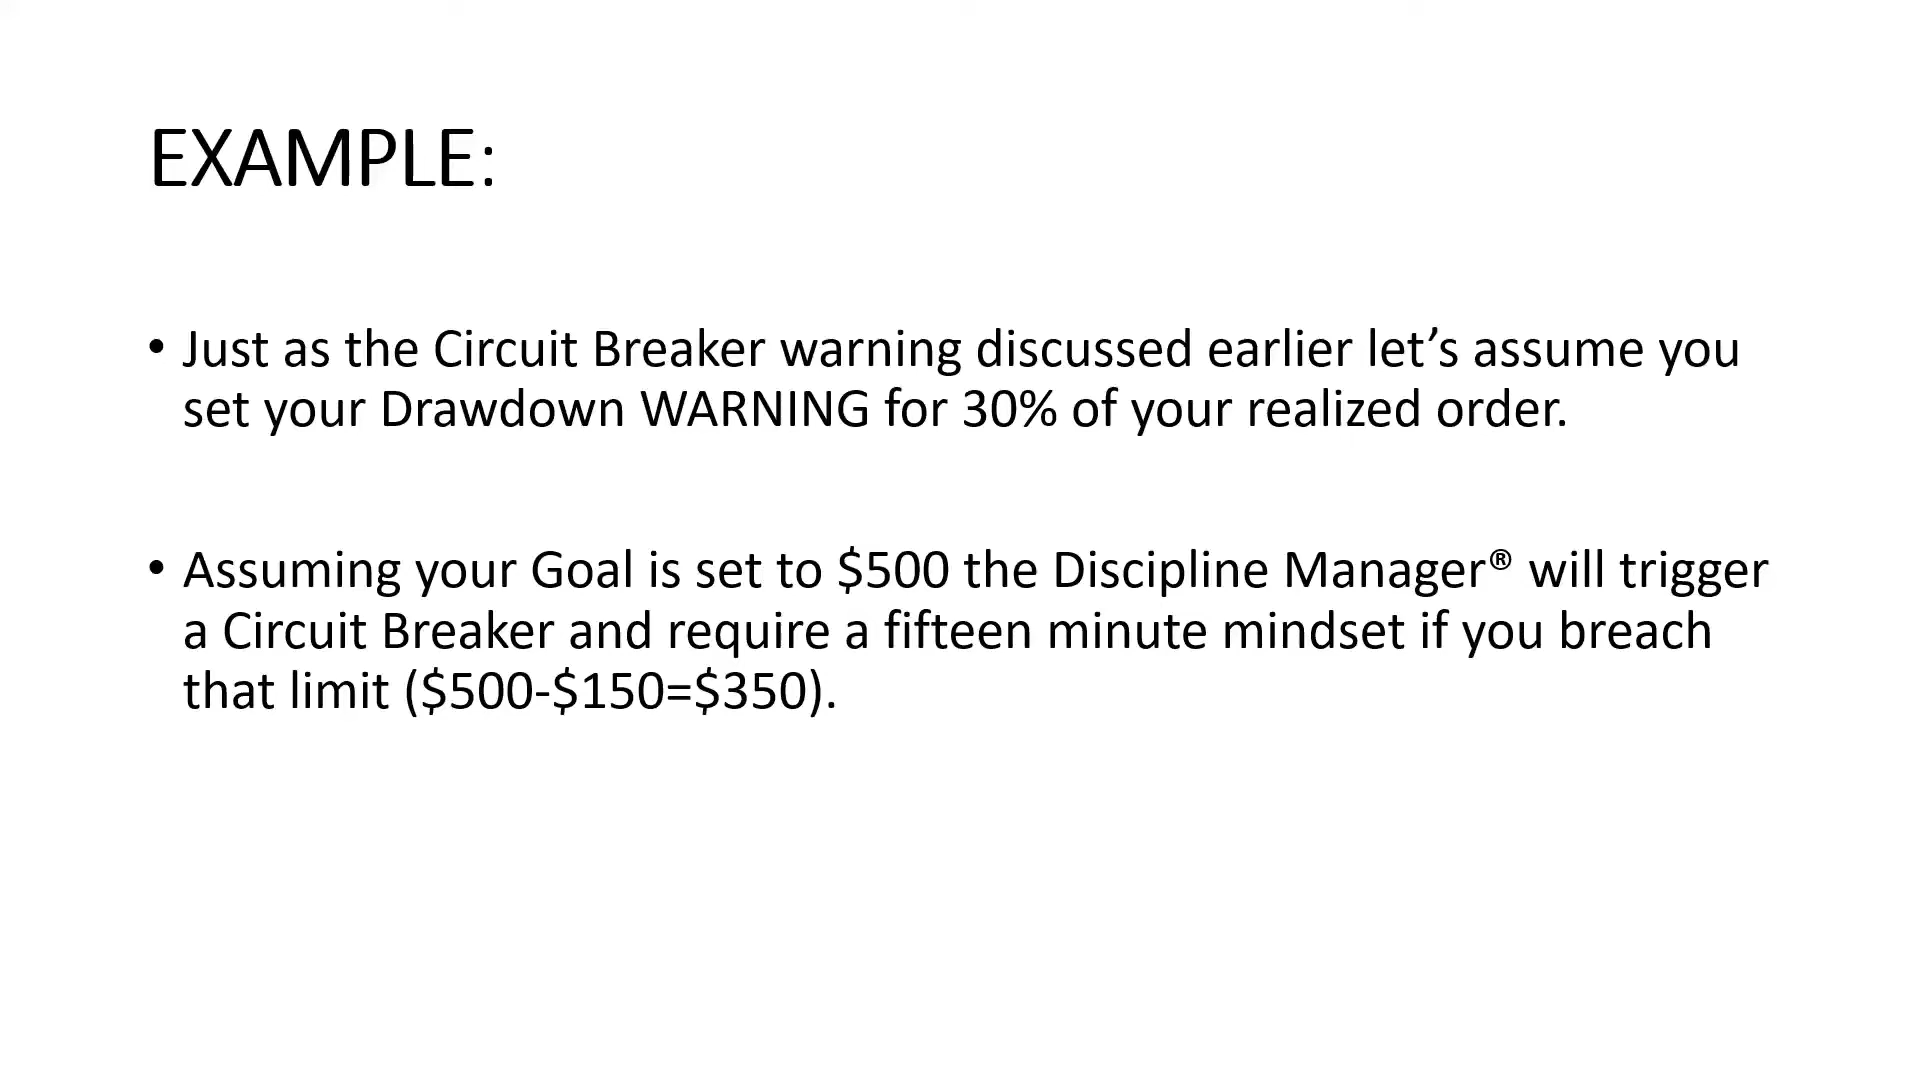 EXAMPLE:
• Just as the Circuit Breaker warning discussed earlier let’s assume you
set your Drawdown WARNING for 30% of your realized order.
• Assuming your Goal is set to $500 the Discipline Manager® will trigger
a Circuit Breaker and require a fifteen minute mindset if you breach
that limit ($500-$150=$350).